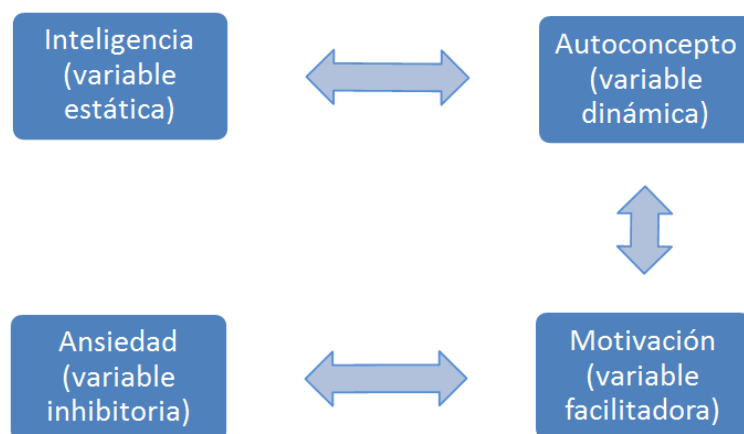 Inteligencia
(variable
estática)
Autoconcepto
(variable
dinámica)
Ansiedad
(variable
inhibitoria)
Motivación
(variable
facilitadora)